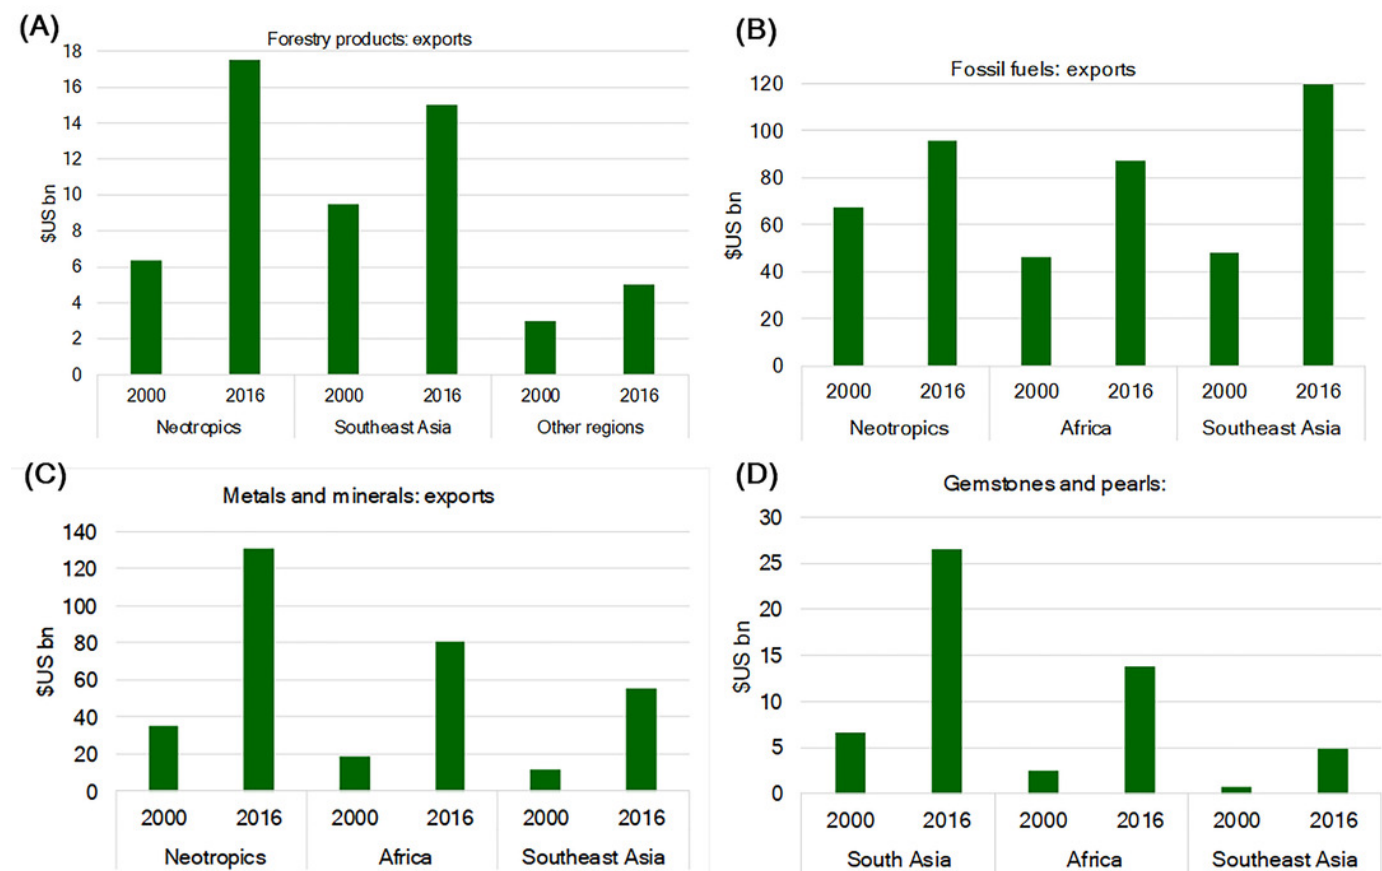 (A)
Forestry products: exports
18
16
14
12
10
8
6
4
2
0
$US bn
2000 2016 2000 2016 2000 2016
Neotropics Southeast Asia Other regions
(B)
Fossil fuels: exports
120
100
80
60
40
20
0
$US bn
2000 2016 2000 2016 2000 2016
Neotropics Africa Southeast Asia
(C)
Metals and minerals: exports
140
120
100
80
60
40
20
0
$US bn
2000 2016 2000 2016 2000 2016
Neotropics Africa Southeast Asia
(D)
Gemstones and pearls:
30
25
20
15
10
5
0
$US bn
2000 2016 2000 2016 2000 2016
South Asia Africa Southeast Asia